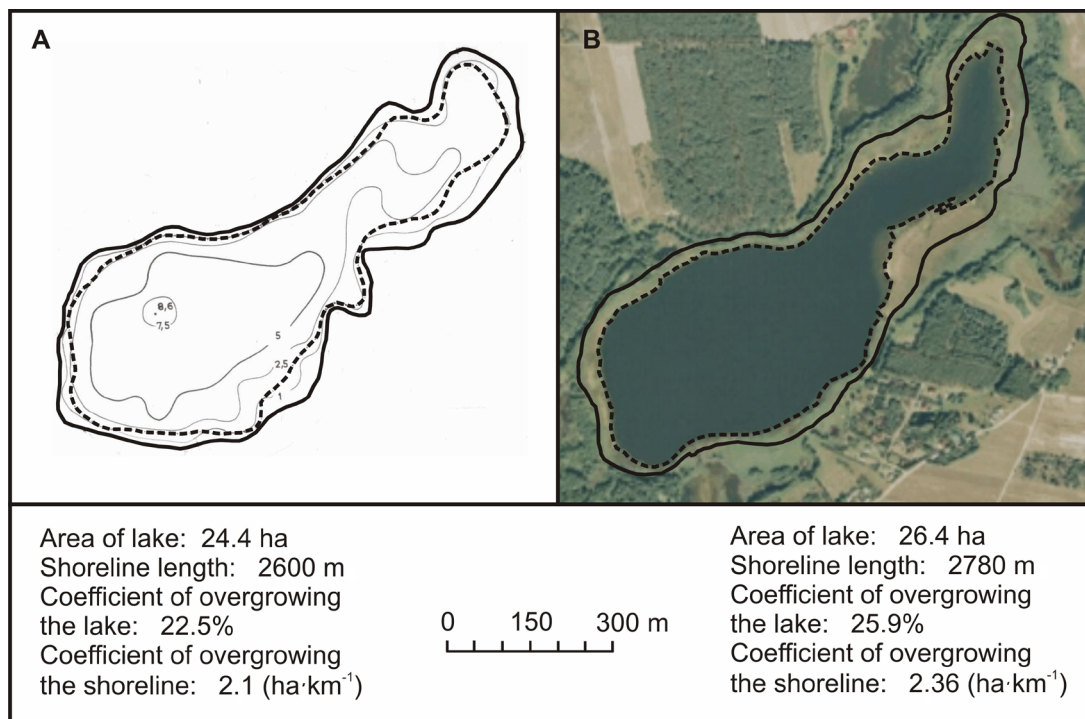 A
B
8,6
7,5
5
2,5
1
Area of lake: 24.4 ha
Shoreline length: 2600 m
Coefficient of overgrowing
the lake: 22.5%
Coefficient of overgrowing
the shoreline: 2.1 (ha·km⁻¹)
0 150 300 m
Area of lake: 26.4 ha
Shoreline length: 2780 m
Coefficient of overgrowing
the lake: 25.9%
Coefficient of overgrowing
the shoreline: 2.36 (ha·km⁻¹)